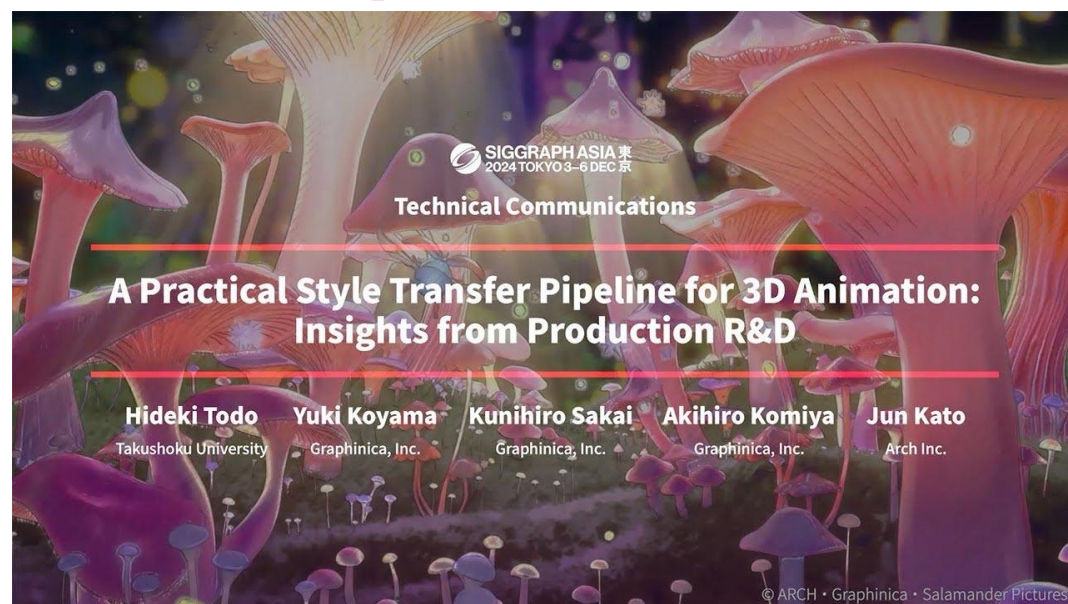 SIGGRAPH ASIA 東京
2024 TOKYO 3–6 DEC
Technical Communications
A Practical Style Transfer Pipeline for 3D Animation:
Insights from Production R&D
Hideki Todo Yuki Koyama Kunihiro Sakai Akihiro Komiya Jun Kato
Takushoku University Graphinica, Inc. Graphinica, Inc. Graphinica, Inc. Arch Inc.
© ARCH・Graphinica・Salamander Pictures